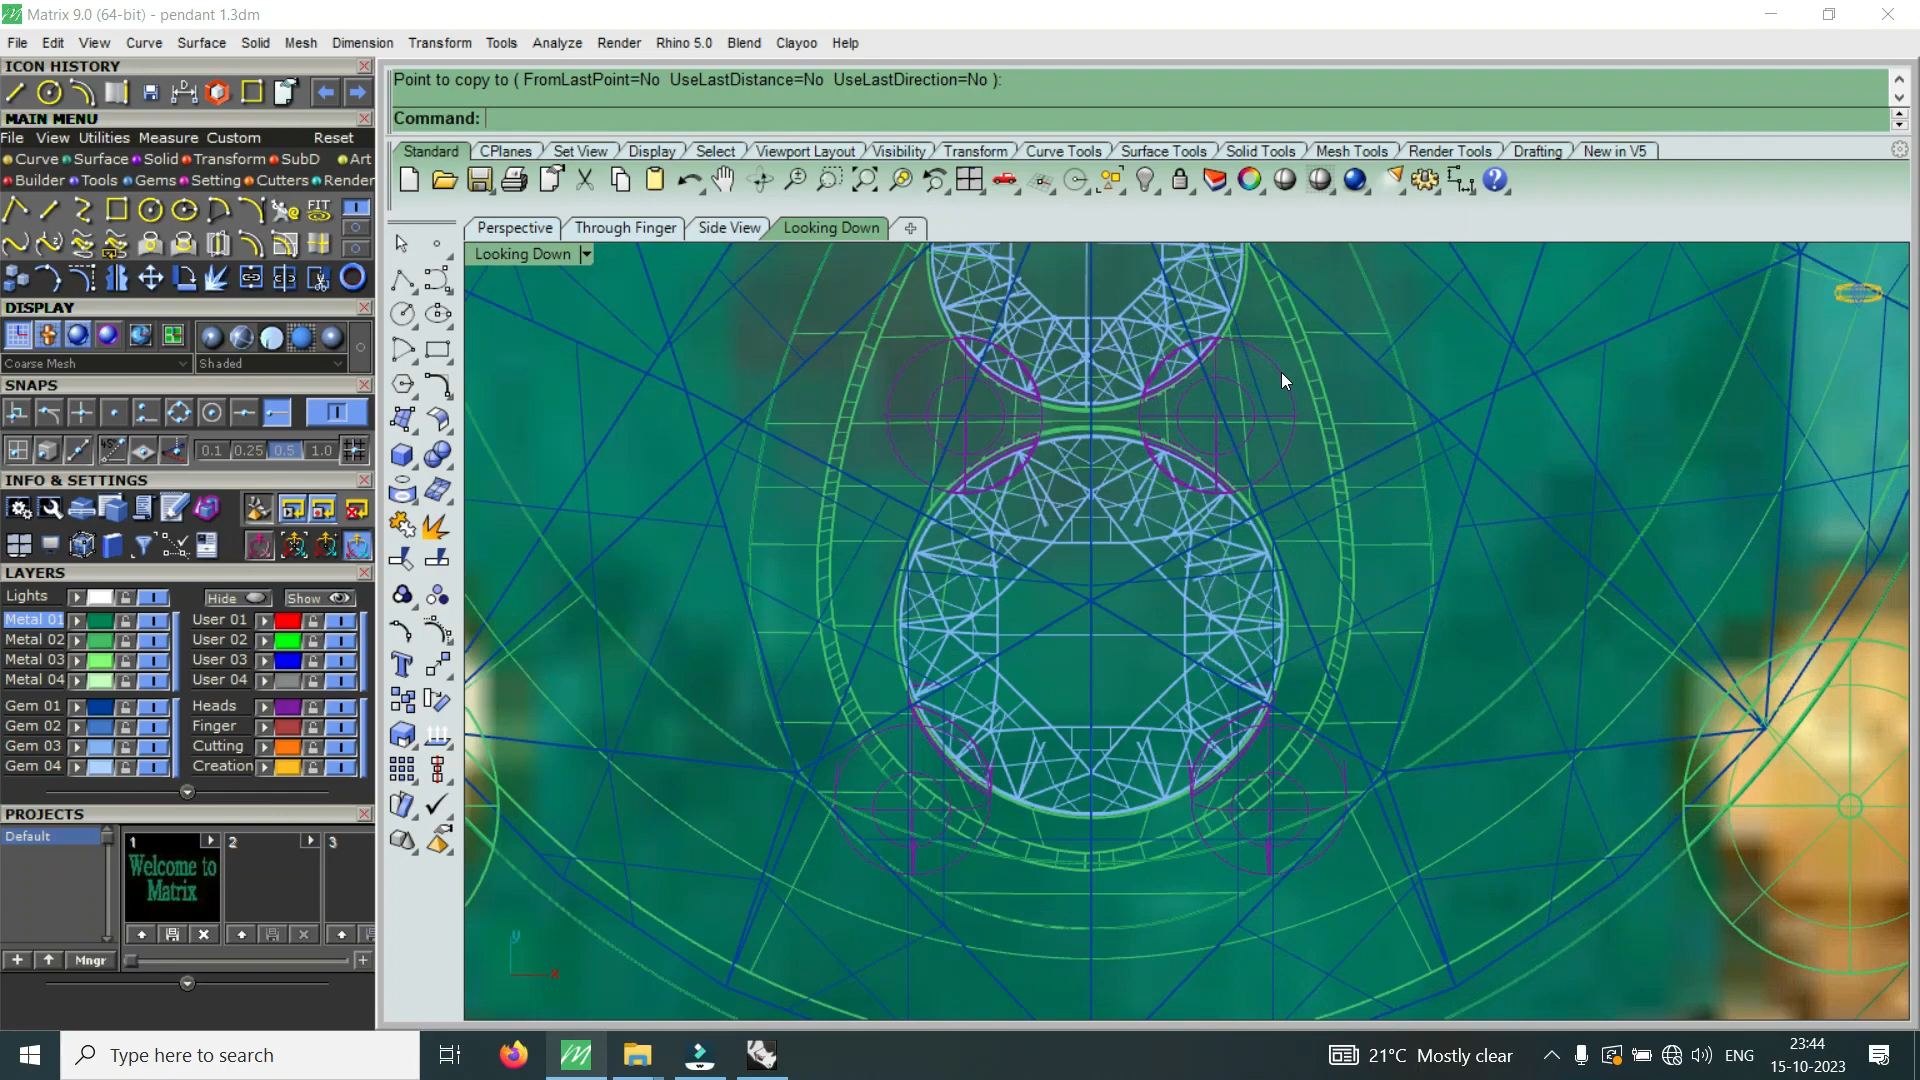 Matrix 9.0 (64-bit) - pendant 1.3dm
File Edit View Curve Surface Solid Mesh Dimension Transform Tools Analyze Render Rhino 5.0 Blend Clayoo Help
ICON HISTORY
MAIN MENU
File View Utilities Measure Custom Reset
Curve Surface Solid Transform SubD Art
Builder Tools Gems Setting Cutters Render
FIT
DISPLAY
Coarse Mesh Shaded
SNAPS
0.1 0.25 0.5 1.0
INFO & SETTINGS
LAYERS
Lights Hide Show
Metal 01 User 01
Metal 02 User 02
Metal 03 User 03
Metal 04 User 04
Gem 01 Heads
Gem 02 Finger
Gem 03 Cutting
Gem 04 Creation
PROJECTS
Default
1 2 3
Welcome to
Matrix
Mngr
Point to copy to ( FromLastPoint=No UseLastDistance=No UseLastDirection=No ):
Command:
Standard CPlanes Set View Display Select Viewport Layout Visibility Transform Curve Tools Surface Tools Solid Tools Mesh Tools Render Tools Drafting New in V5
Perspective Through Finger Side View Looking Down
Looking Down
y
x
Type here to search
21°C Mostly clear
ENG
23:44
15-10-2023